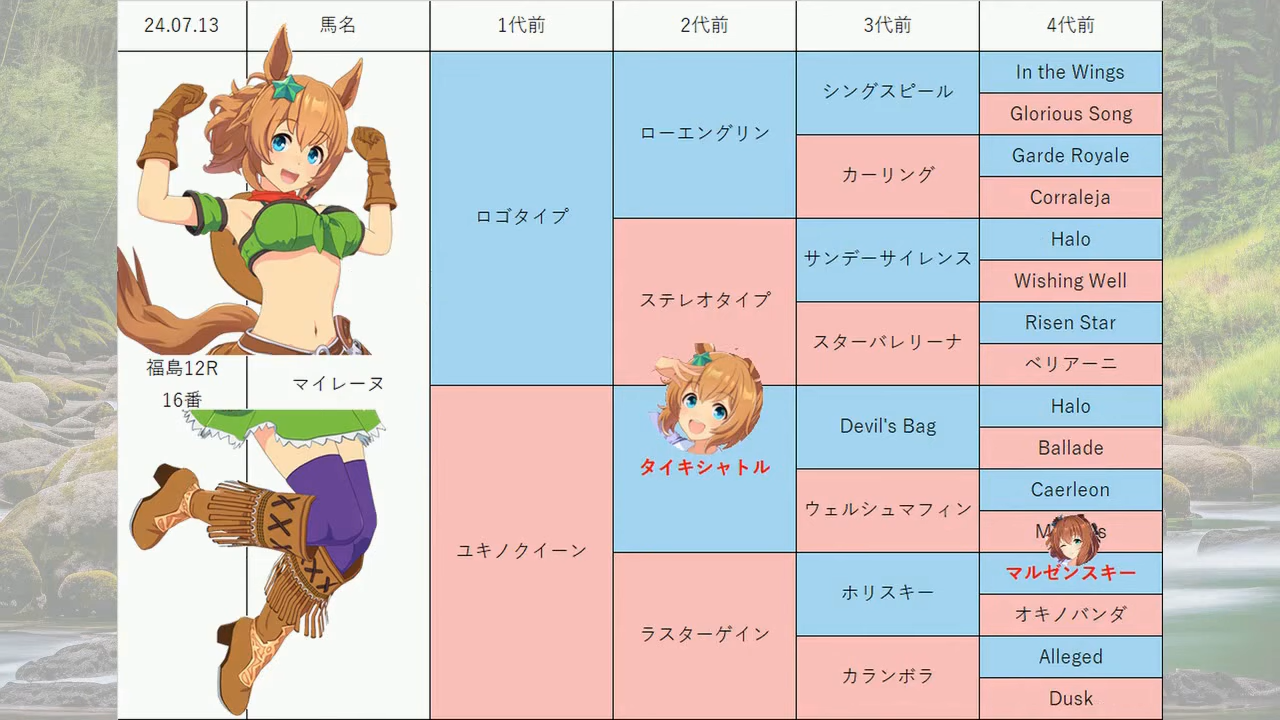 24.07.13
馬名
1代前
2代前
3代前
4代前
福島12R
16番
マイレーヌ
ロゴタイプ
ユキノクイーン
ローエングリン
ステレオタイプ
タイキシャトル
ラスターゲイン
シングスピール
カーリング
サンデーサイレンス
スターバレリーナ
Devil's Bag
ウェルシュマフィン
ホリスキー
カランボラ
In the Wings
Glorious Song
Garde Royale
Corraleja
Halo
Wishing Well
Risen Star
ベリアーニ
Halo
Ballade
Caerleon
マルゼンスキー
オキノバンダ
Alleged
Dusk